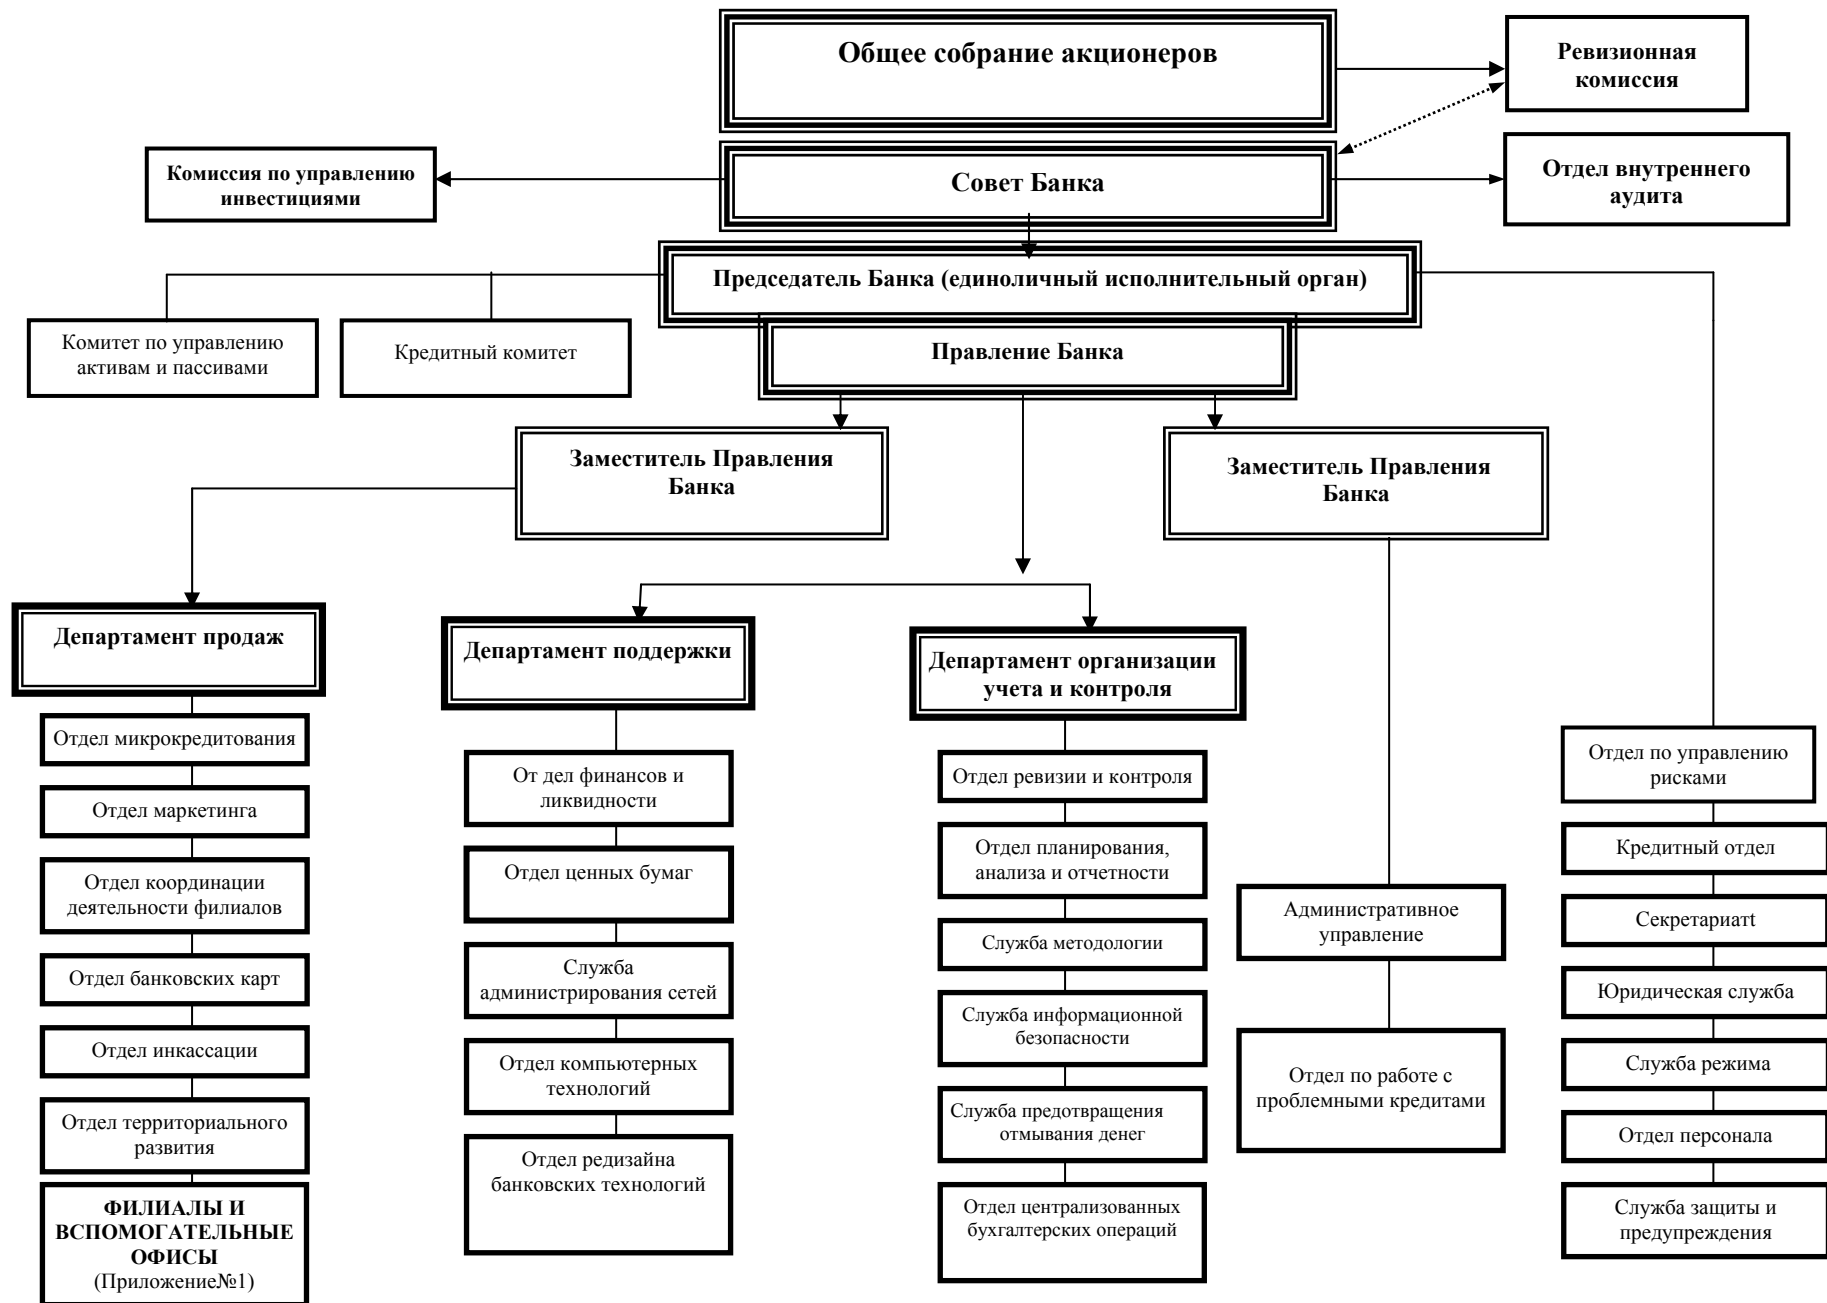 Общее собрание акционеров
Ревизионная
комиссия
Комиссия по управлению
инвестициями
Совет Банка
Отдел внутреннего
аудита
Председатель Банка (единоличный исполнительный орган)
Комитет по управлению
активам и пассивами
Кредитный комитет
Правление Банка
Заместитель Правления
Банка
Заместитель Правления
Банка
Департамент продаж
Отдел микрокредитования
Отдел маркетинга
Отдел координации
деятельности филиалов
Отдел банковских карт
Отдел инкассации
Отдел территориального
развития
ФИЛИАЛЫ И
ВСПОМОГАТЕЛЬНЫЕ
ОФИСЫ
(Приложение№1)
Департамент поддержки
От дел финансов и
ликвидности
Отдел ценных бумаг
Служба
администрирования сетей
Отдел компьютерных
технологий
Отдел редизайна
банковских технологий
Департамент организации
учета и контроля
Отдел ревизии и контроля
Отдел планирования,
анализа и отчетности
Служба методологии
Служба информационной
безопасности
Служба предотвращения
отмывания денег
Отдел централизованных
бухгалтерских операций
Административное
управление
Отдел по работе с
проблемными кредитами
Отдел по управлению
рисками
Кредитный отдел
Секретариатt
Юридическая служба
Служба режима
Отдел персонала
Служба защиты и
предупреждения